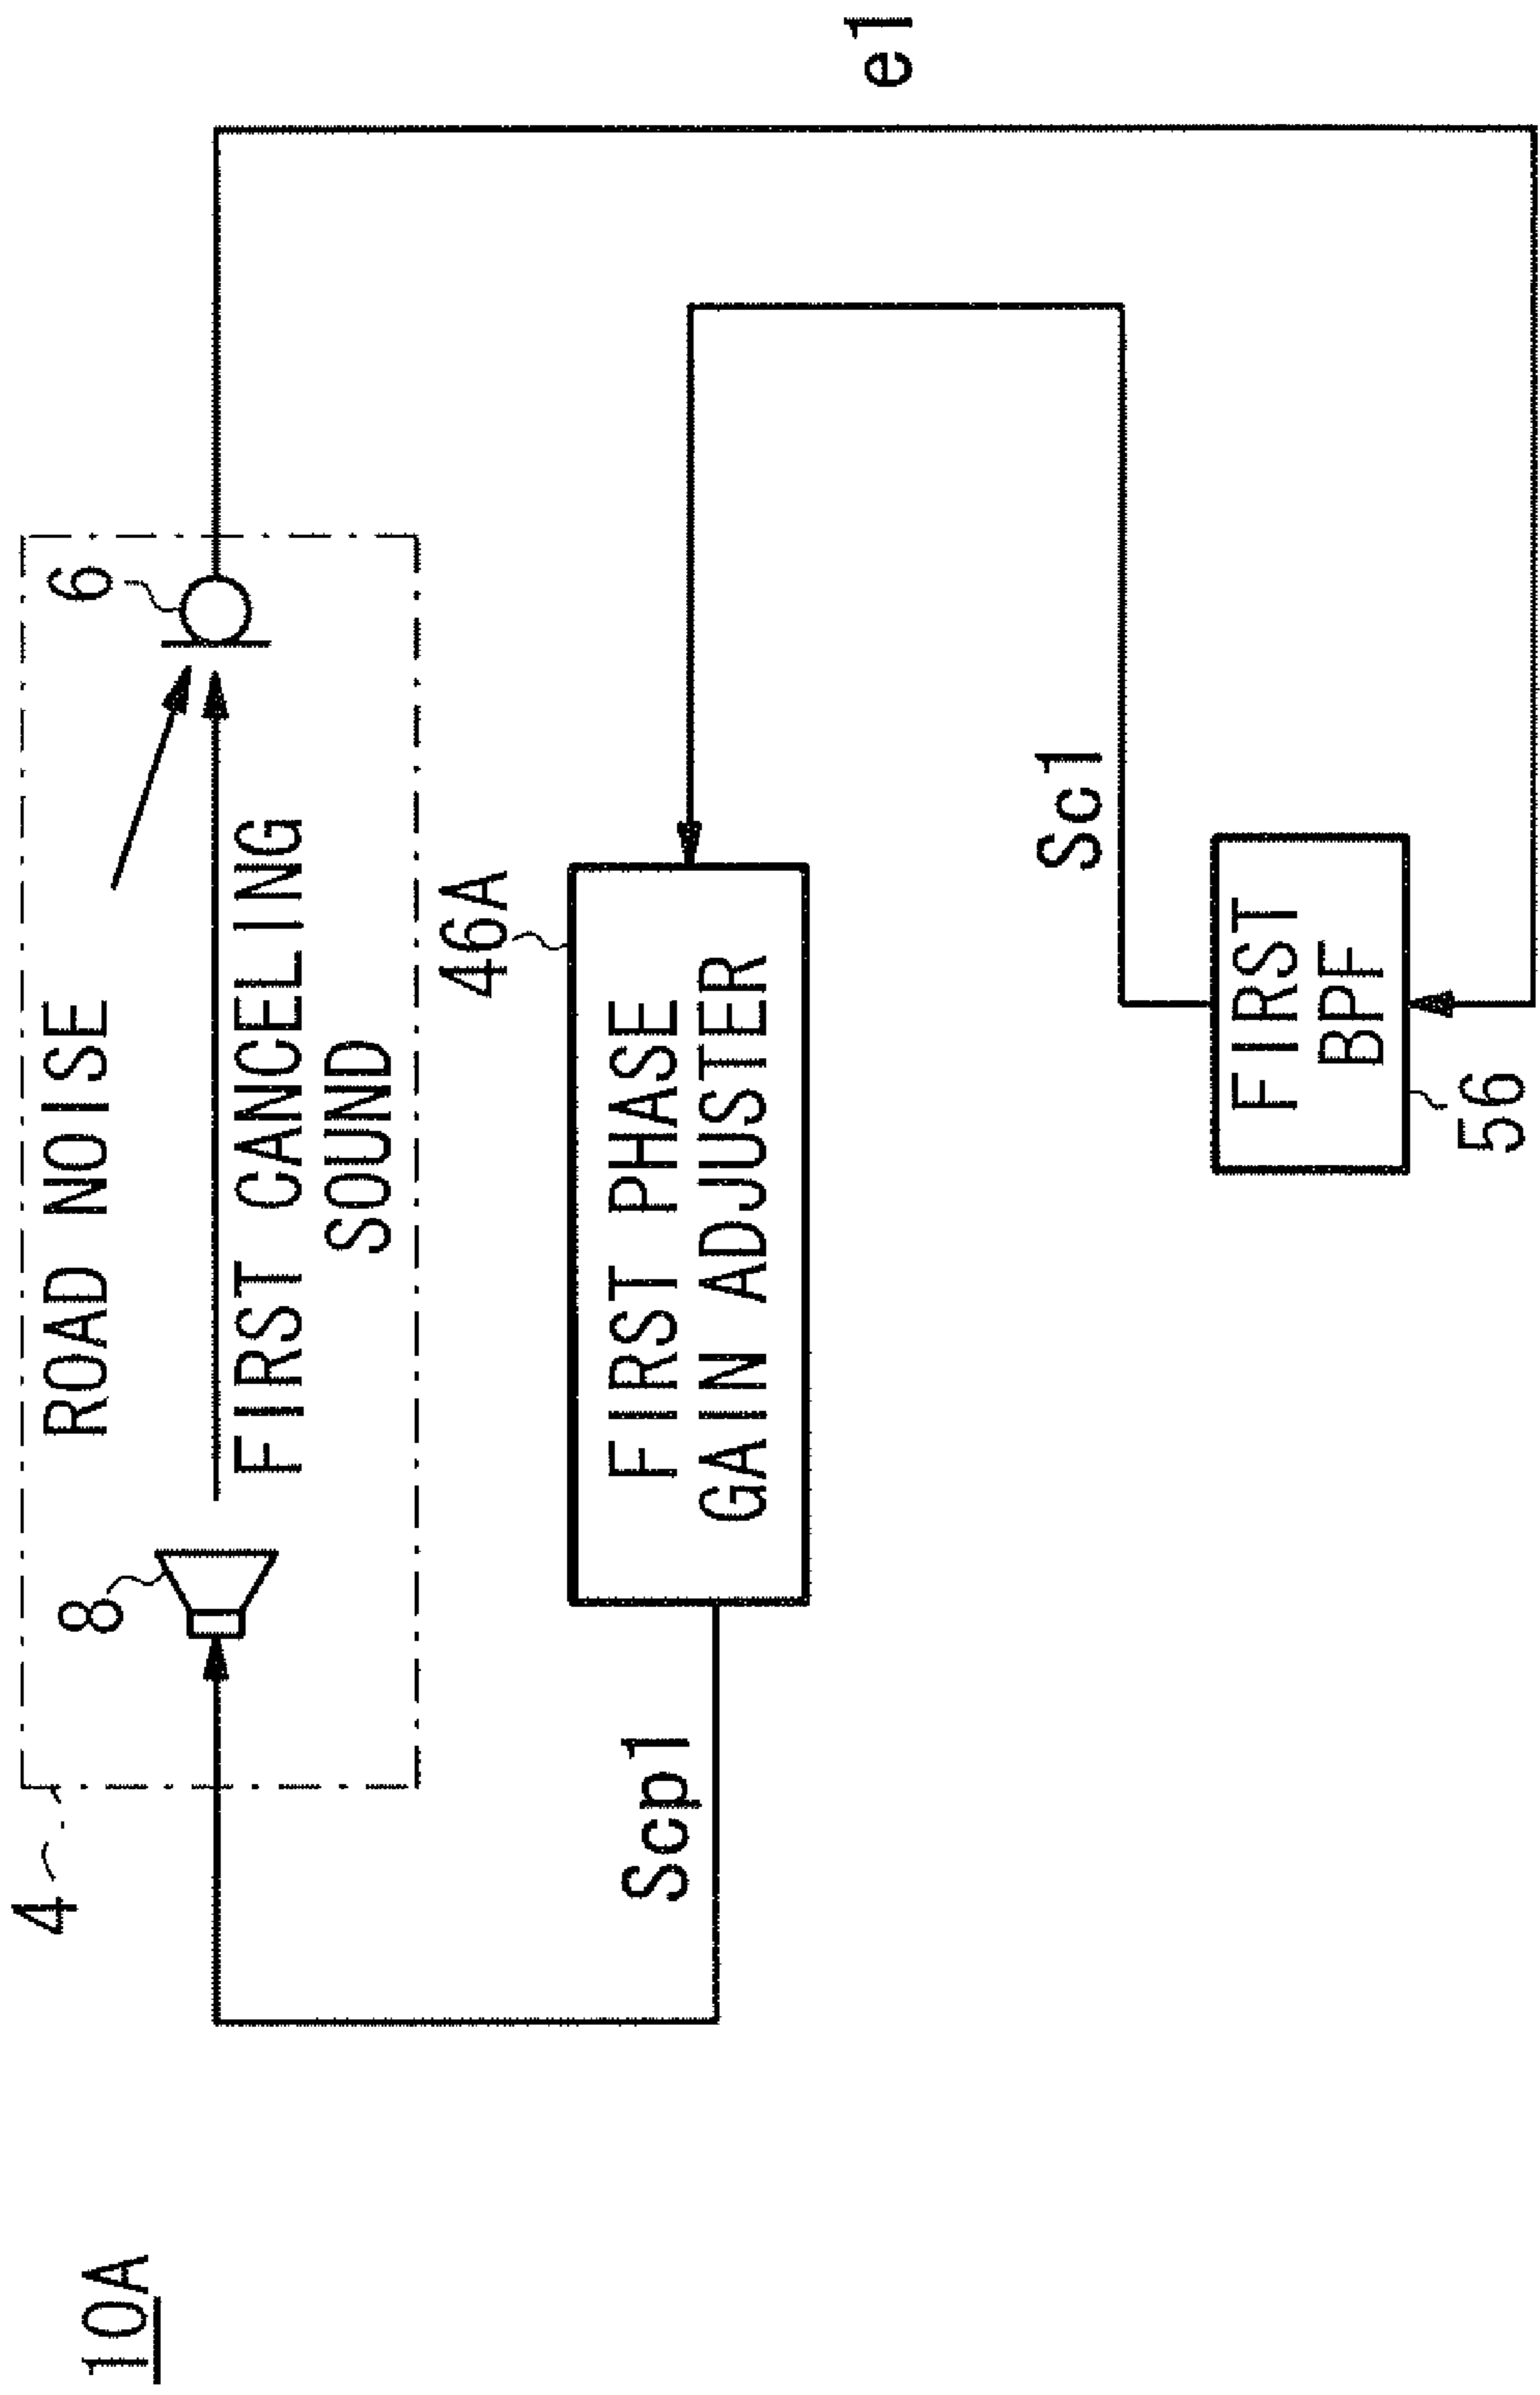 10A
4
8
6
ROAD NOISE
FIRST CANCELING
SOUND
46A
FIRST PHASE
GAIN ADJUSTER
Scp1
Sc1
e1
FIRST
BPF
56